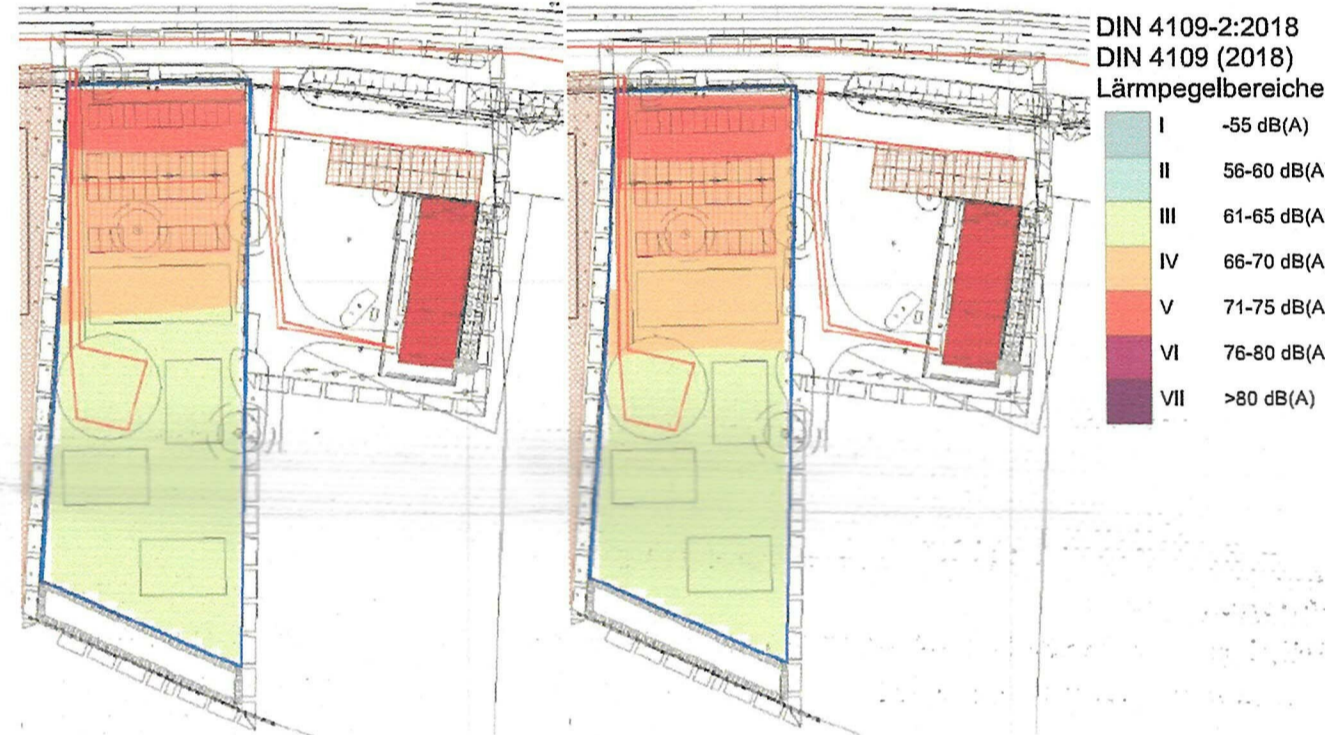 DIN 4109-2:2018
DIN 4109 (2018)
Lärmpegelbereiche
I -55 dB(A)
II 56-60 dB(A
III 61-65 dB(A
IV 66-70 dB(A
V 71-75 dB(A
VI 76-80 dB(A
VII >80 dB(A)